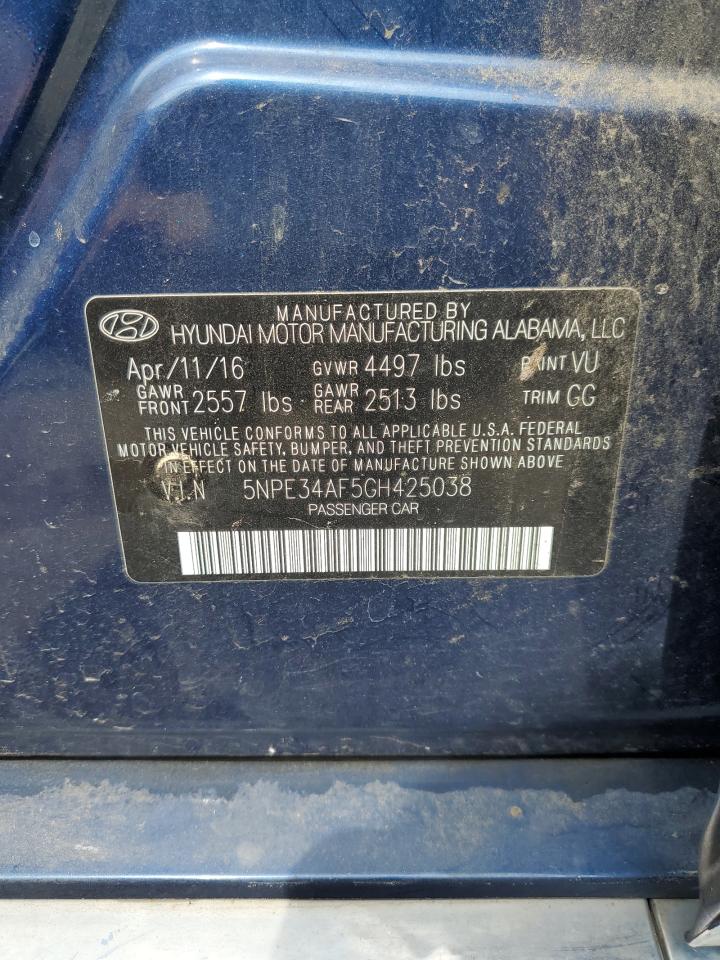 MANUFACTURED BY
HYUNDAI MOTOR MANUFACTURING ALABAMA, LLC
Apr/11/16 GVWR 4497 lbs PAINT VU
GAWR FRONT 2557 lbs GAWR REAR 2513 lbs TRIM GG
THIS VEHICLE CONFORMS TO ALL APPLICABLE U.S.A. FEDERAL
MOTOR VEHICLE SAFETY, BUMPER, AND THEFT PREVENTION STANDARDS
IN EFFECT ON THE DATE OF MANUFACTURE SHOWN ABOVE
V.I.N 5NPE34AF5GH425038
PASSENGER CAR